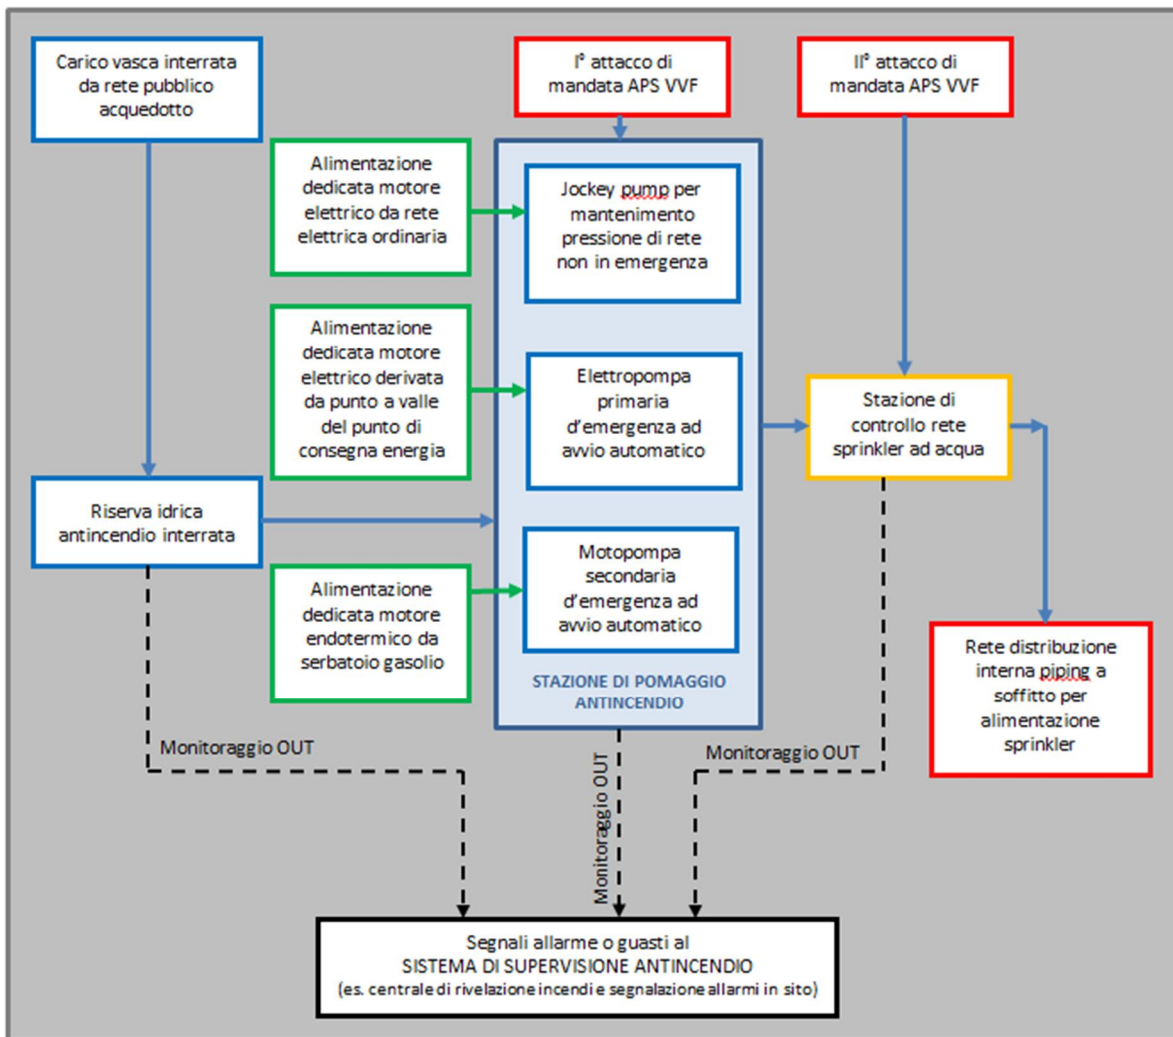 Carico vasca interrata
da rete pubblico
acquedotto
I° attacco di
mandata APS VVF
II° attacco di
mandata APS VVF
Alimentazione
dedicata motore
elettrico da rete
elettrica ordinaria
Jockey pump per
mantenimento
pressione di rete
non in emergenza
Alimentazione
dedicata motore
elettrico derivata
da punto a valle
del punto di
consegna energia
Elettropompa
primaria
d'emergenza ad
avvio automatico
Stazione di
controllo rete
sprinkler ad acqua
Riserva idrica
antincendio interrata
Alimentazione
dedicata motore
endotermico da
serbatoio gasolio
Motopompa
secondaria
d'emergenza ad
avvio automatico
STAZIONE DI POMAGGIO
ANTINCENDIO
Rete distribuzione
interna piping a
soffitto per
alimentazione
sprinkler
Monitoraggio OUT
Monitoraggio OUT
Monitoraggio OUT
Segnali allarme o guasti al
SISTEMA DI SUPERVISIONE ANTINCENDIO
(es. centrale di rivelazione incendi e segnalazione allarmi in sito)